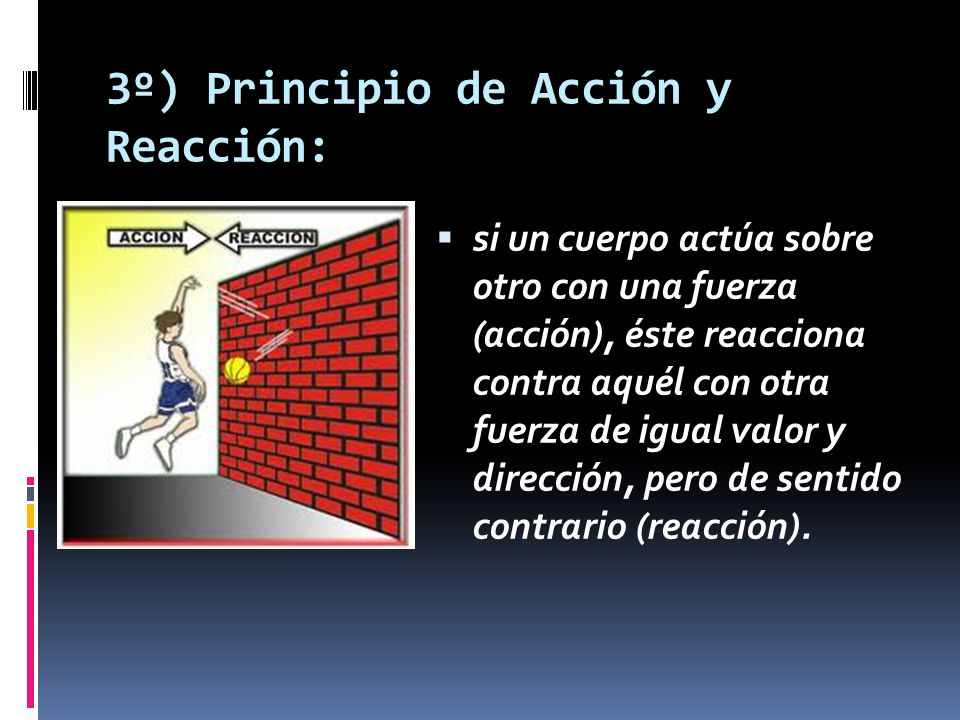 3º) Principio de Acción y
Reacción:
ACCION REACCION
si un cuerpo actúa sobre
otro con una fuerza
(acción), éste reacciona
contra aquél con otra
fuerza de igual valor y
dirección, pero de sentido
contrario (reacción).